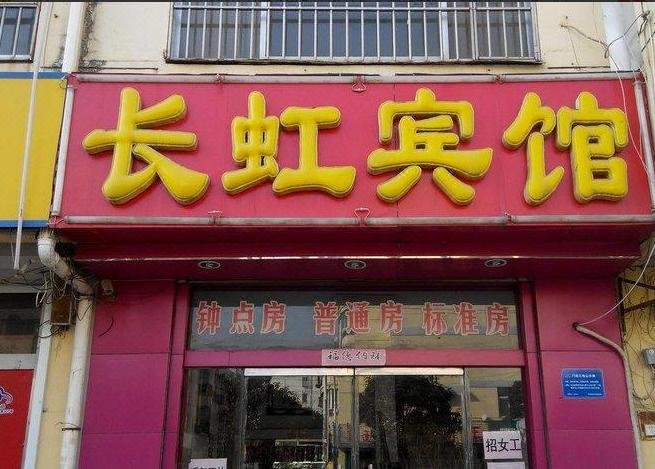 长虹宾馆
钟点房 普通房 标准房
招女工